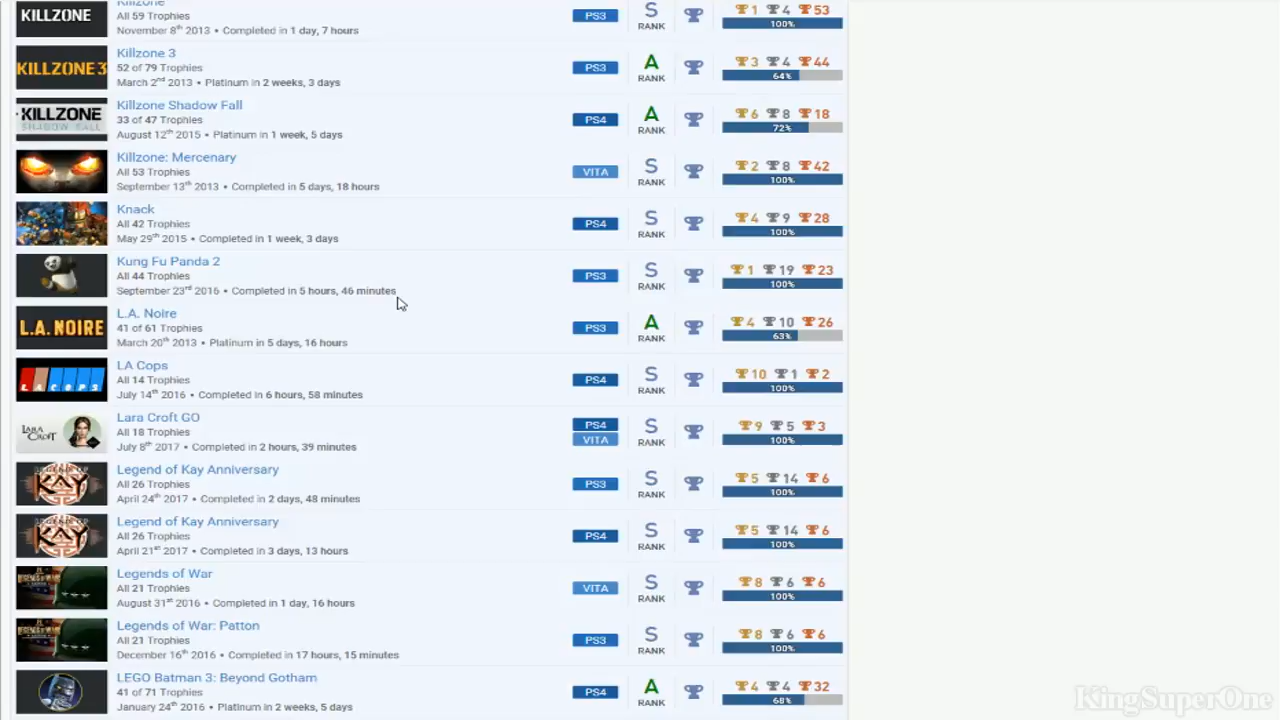 KILLZONE
Killzone
All 59 Trophies
November 8th 2013 • Completed in 1 day, 7 hours
PS3
S
RANK
1 4 53
100%
KILLZONE 3
Killzone 3
52 of 79 Trophies
March 2nd 2013 • Platinum in 2 weeks, 3 days
PS3
A
RANK
3 4 44
64%
KILLZONE
SHADOW FALL
Killzone Shadow Fall
33 of 47 Trophies
August 12th 2015 • Platinum in 1 week, 5 days
PS4
A
RANK
6 8 18
72%
Killzone: Mercenary
All 53 Trophies
September 13th 2013 • Completed in 5 days, 18 hours
VITA
S
RANK
2 8 42
100%
Knack
All 42 Trophies
May 29th 2015 • Completed in 1 week, 3 days
PS4
S
RANK
4 9 28
100%
Kung Fu Panda 2
All 44 Trophies
September 23rd 2016 • Completed in 5 hours, 46 minutes
PS3
S
RANK
1 19 23
100%
L.A. NOIRE
L.A. Noire
41 of 61 Trophies
March 20th 2013 • Platinum in 5 days, 16 hours
PS3
A
RANK
4 10 26
63%
LA COPS
LA Cops
All 14 Trophies
July 14th 2016 • Completed in 6 hours, 58 minutes
PS4
S
RANK
10 1 2
100%
LARA CROFT
Lara Croft GO
All 18 Trophies
July 8th 2017 • Completed in 2 hours, 39 minutes
PS4
VITA
S
RANK
9 5 3
100%
LEGEND OF
KAY
Legend of Kay Anniversary
All 26 Trophies
April 24th 2017 • Completed in 2 days, 48 minutes
PS3
S
RANK
5 14 6
100%
LEGEND OF
KAY
Legend of Kay Anniversary
All 26 Trophies
April 21st 2017 • Completed in 3 days, 13 hours
PS4
S
RANK
5 14 6
100%
Legends of War
All 21 Trophies
August 31st 2016 • Completed in 1 day, 16 hours
VITA
S
RANK
8 6 6
100%
Legends of War: Patton
All 21 Trophies
December 16th 2016 • Completed in 17 hours, 15 minutes
PS3
S
RANK
8 6 6
100%
LEGO Batman 3: Beyond Gotham
41 of 71 Trophies
January 24th 2016 • Platinum in 2 weeks, 5 days
PS4
A
RANK
4 4 32
68%
KingSuperOne